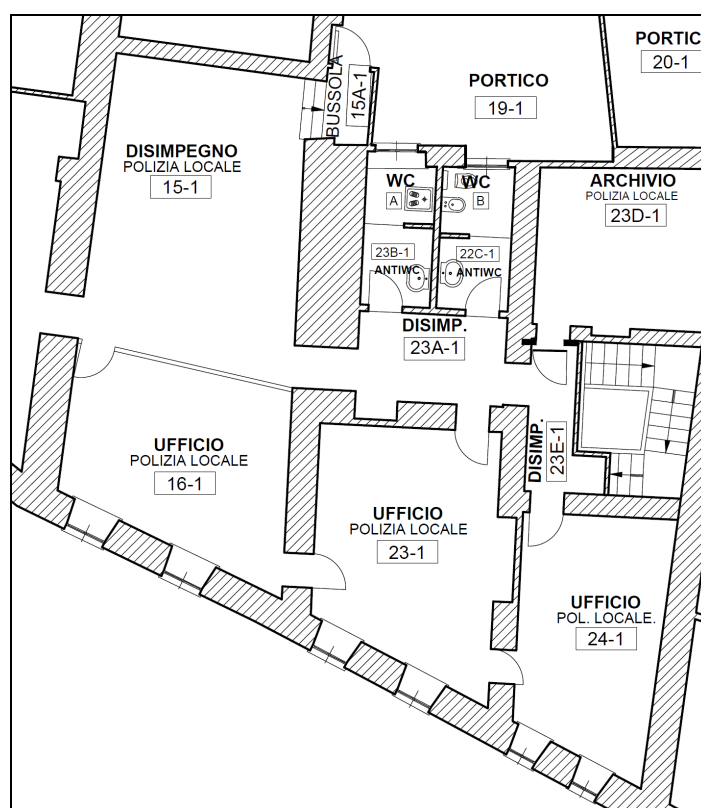 PORTIC
20-1
PORTICO
19-1
BUSSOLA
15A-1
DISIMPEGNO
POLIZIA LOCALE
15-1
WC
A
WC
B
ARCHIVIO
POLIZIA LOCALE
23D-1
23B-1
ANTIWC
22C-1
ANTIWC
DISIMP.
23A-1
DISIMP.
23E-1
UFFICIO
POLIZIA LOCALE
16-1
UFFICIO
POLIZIA LOCALE
23-1
UFFICIO
POL. LOCALE.
24-1